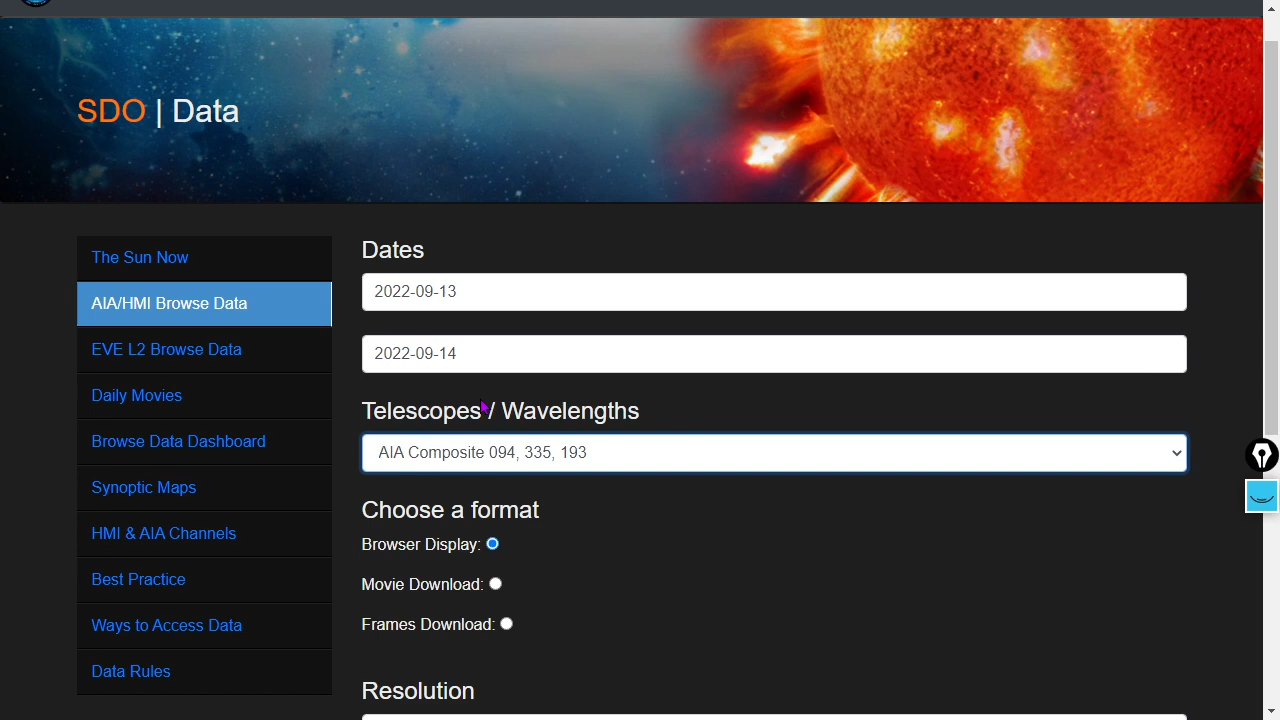 SDO | Data
The Sun Now
AIA/HMI Browse Data
EVE L2 Browse Data
Daily Movies
Browse Data Dashboard
Synoptic Maps
HMI & AIA Channels
Best Practice
Ways to Access Data
Data Rules
Dates
2022-09-13
2022-09-14
Telescopes / Wavelengths
AIA Composite 094, 335, 193
Choose a format
Browser Display:
Movie Download:
Frames Download:
Resolution